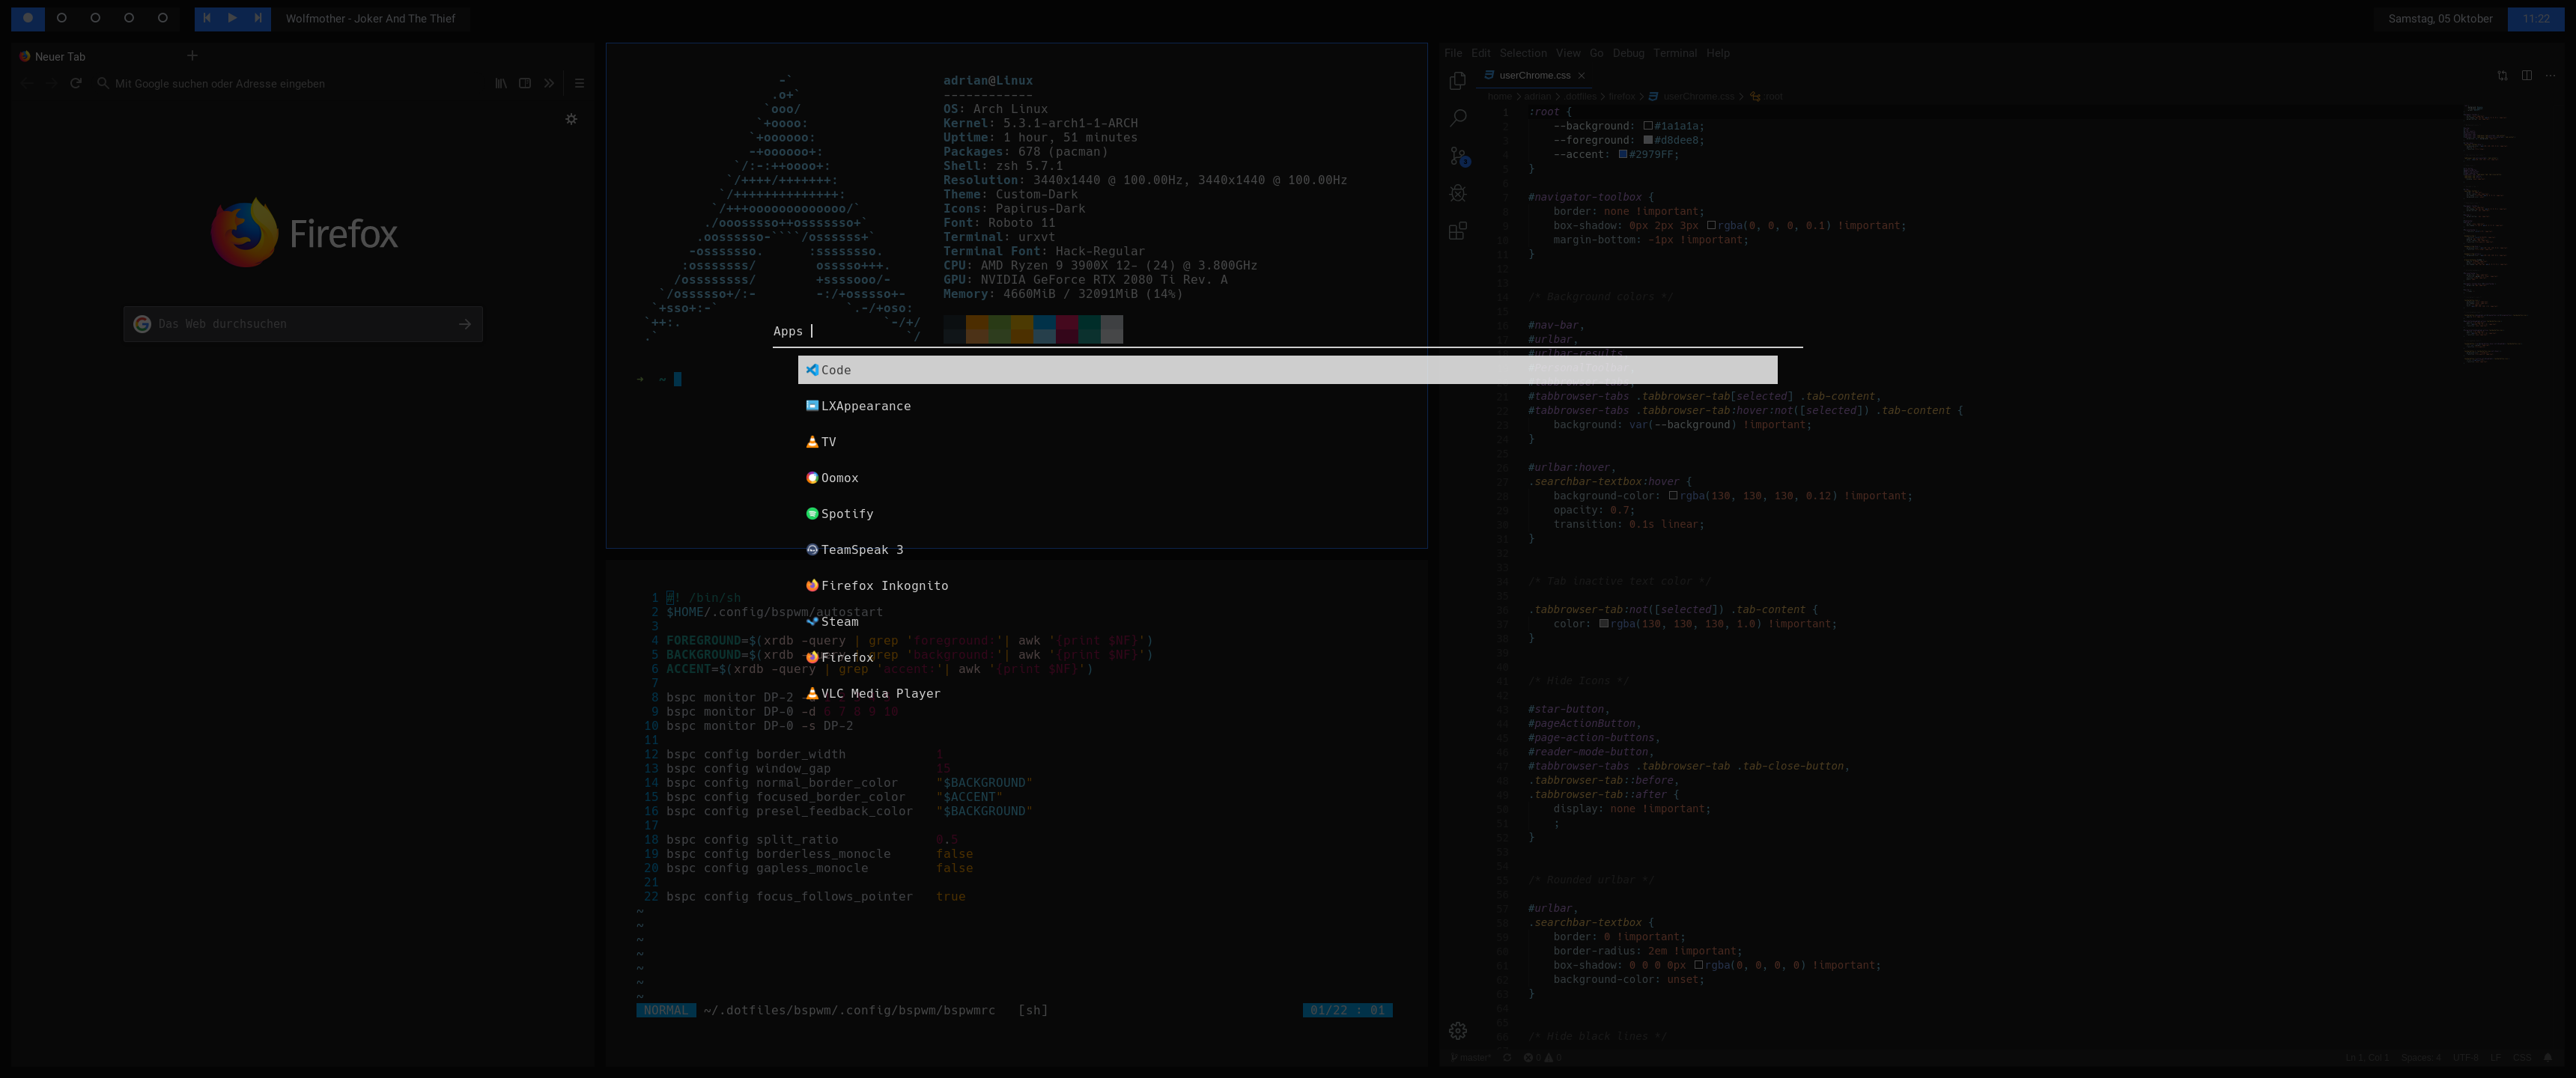 Wolfmother - Joker And The Thief
Samstag, 05 Oktober
11:22
Neuer Tab
Mit Google suchen oder Adresse eingeben
Firefox
Das Web durchsuchen
adrian@Linux
------------
OS: Arch Linux
Kernel: 5.3.1-arch1-1-ARCH
Uptime: 1 hour, 51 minutes
Packages: 678 (pacman)
Shell: zsh 5.7.1
Resolution: 3440x1440 @ 100.00Hz, 3440x1440 @ 100.00Hz
Theme: Custom-Dark
Icons: Papirus-Dark
Font: Roboto 11
Terminal: urxvt
Terminal Font: Hack-Regular
CPU: AMD Ryzen 9 3900X 12- (24) @ 3.800GHz
GPU: NVIDIA GeForce RTX 2080 Ti Rev. A
Memory: 4660MiB / 32091MiB (14%)
→ ~
Apps
Code
LXAppearance
TV
Oomox
Spotify
TeamSpeak 3
Firefox Inkognito
Steam
Firefox
VLC Media Player
1 #! /bin/sh
2 $HOME/.config/bspwm/autostart
3
4 FOREGROUND=$(xrdb -query | grep 'foreground:'| awk '{print $NF}')
5 BACKGROUND=$(xrdb -query | grep 'background:'| awk '{print $NF}')
6 ACCENT=$(xrdb -query | grep 'accent:'| awk '{print $NF}')
7
8 bspc monitor DP-2
9 bspc monitor DP-0 -d 6 7 8 9 10
10 bspc monitor DP-0 -s DP-2
11
12 bspc config border_width 1
13 bspc config window_gap 15
14 bspc config normal_border_color "$BACKGROUND"
15 bspc config focused_border_color "$ACCENT"
16 bspc config presel_feedback_color "$BACKGROUND"
17
18 bspc config split_ratio 0.5
19 bspc config borderless_monocle false
20 bspc config gapless_monocle false
21
22 bspc config focus_follows_pointer true
NORMAL ~/.dotfiles/bspwm/.config/bspwm/bspwmrc [sh] 01/22 : 01
File Edit Selection View Go Debug Terminal Help
userChrome.css
home > adrian > .dotfiles > firefox > userChrome.css > root
:root {
--background: #1a1a1a;
--foreground: #d8dee8;
--accent: #2979FF;
}
#navigator-toolbox {
border: none !important;
box-shadow: 0px 2px 3px rgba(0, 0, 0, 0.1) !important;
margin-bottom: -1px !important;
}
/* Background colors */
#nav-bar,
#urlbar,
#urlbar-results,
#tabbrowser-tabs .tabbrowser-tab[selected] .tab-content,
#tabbrowser-tabs .tabbrowser-tab:hover:not([selected]) .tab-content {
background: var(--background) !important;
}
#urlbar:hover,
.searchbar-textbox:hover {
background-color: rgba(130, 130, 130, 0.12) !important;
opacity: 0.7;
transition: 0.1s linear;
}
/* Tab inactive text color */
.tabbrowser-tab:not([selected]) .tab-content {
color: rgba(130, 130, 130, 1.0) !important;
}
/* Hide Icons */
#star-button,
#pageActionButton,
#page-action-buttons,
#reader-mode-button,
#tabbrowser-tabs .tabbrowser-tab .tab-close-button,
.tabbrowser-tab::before,
.tabbrowser-tab::after {
display: none !important;
;
}
/* Rounded urlbar */
#urlbar,
.searchbar-textbox {
border: 0 !important;
border-radius: 2em !important;
box-shadow: 0 0 0 0px rgba(0, 0, 0, 0) !important;
background-color: unset;
}
/* Hide black lines */
master* 0 0 Ln 1, Col 1 Spaces: 4 UTF-8 LF CSS